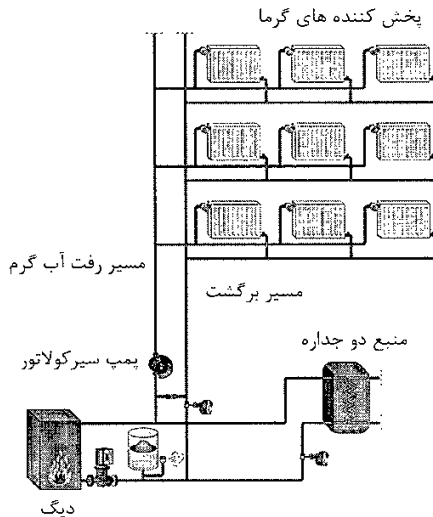 پخش کننده های گرما
مسیر رفت آب گرم
مسیر برگشت
منبع دو جداره
پمپ سیرکولاتور
دیگ